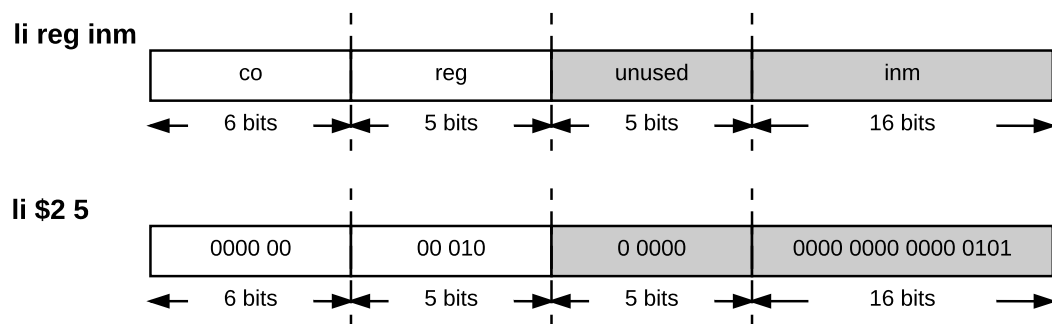 li reg inm
co reg unused inm
6 bits 5 bits 5 bits 16 bits
li $2 5
0000 00 00 010 0 0000 0000 0000 0000 0101
6 bits 5 bits 5 bits 16 bits